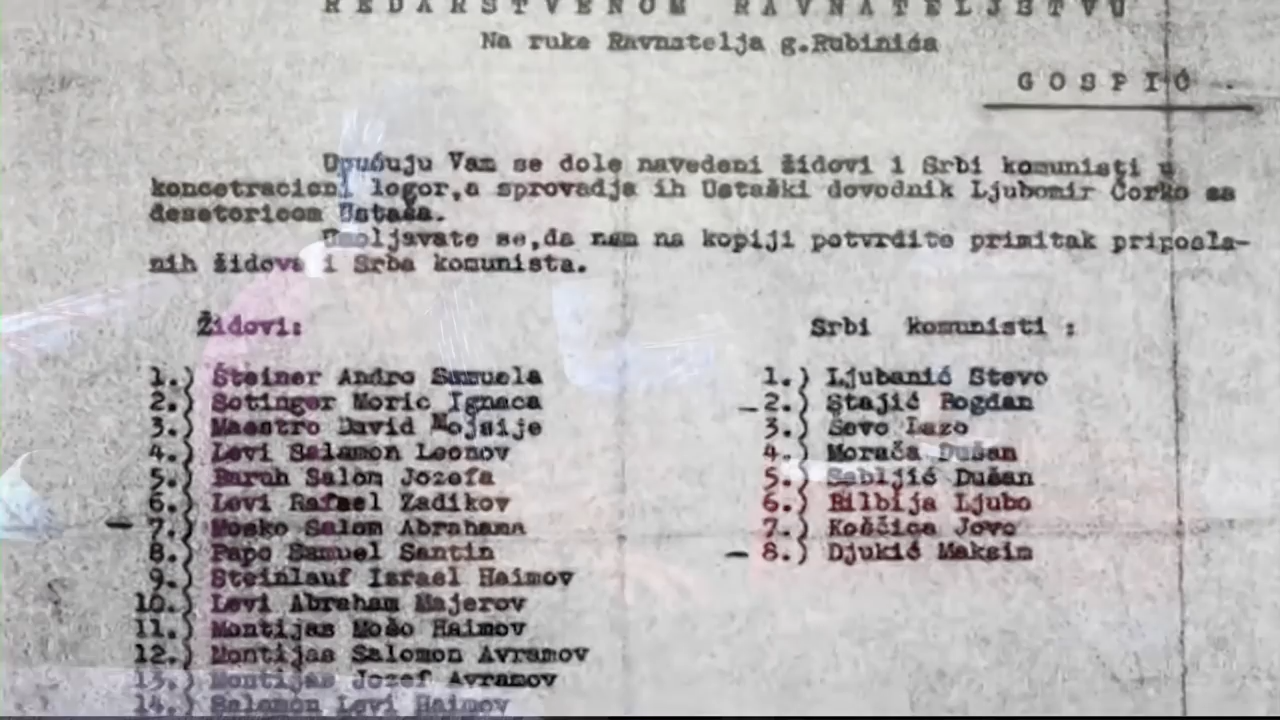 REDARSTVENOM RAVNATELJSTVU
Na ruke Ravnatelja g.Rubinića
GOSPIĆ.
Upućuju Vam se dole navedeni židovi i Srbi komunisti u
koncetracioni logor,a sprovadja ih Ustaški dovodnik Ljubomir Ćorko sa
desetoricom Ustaša.
Umoljavate se,da nam na kopiji potvrdite primitak priposla-
nih židova i Srba komunista.
Židovi:
Srbi komunisti :
1.) Šteiner Andro Samuela
2.) Sotinger Moric Ignaca
3.) Maestro David Mojsije
4.) Levi Salamon Leonov
5.) Baruh Salom Jozefa
6.) Levi Rafael Zadikov
7.) Mosko Salom Abrahama
8.) Papo Samuel Santin
9.) Steinlauf Israel Haimov
10.) Levi Abraham Majerov
11.) Montijas Mošo Haimov
12.) Montijas Salomon Avramov
13.) Montijas Jozef Avramov
14.) Salamon Levi Haimov
1.) Ljubanić Stevo
2.) Stajić Bogdan
3.)Ševo Lazo
4.) Morača Dušan
5.) Sabljić Dušan
6.) Bilbija Ljubo
7.) Košćica Jovo
8.) Djukić Maksim